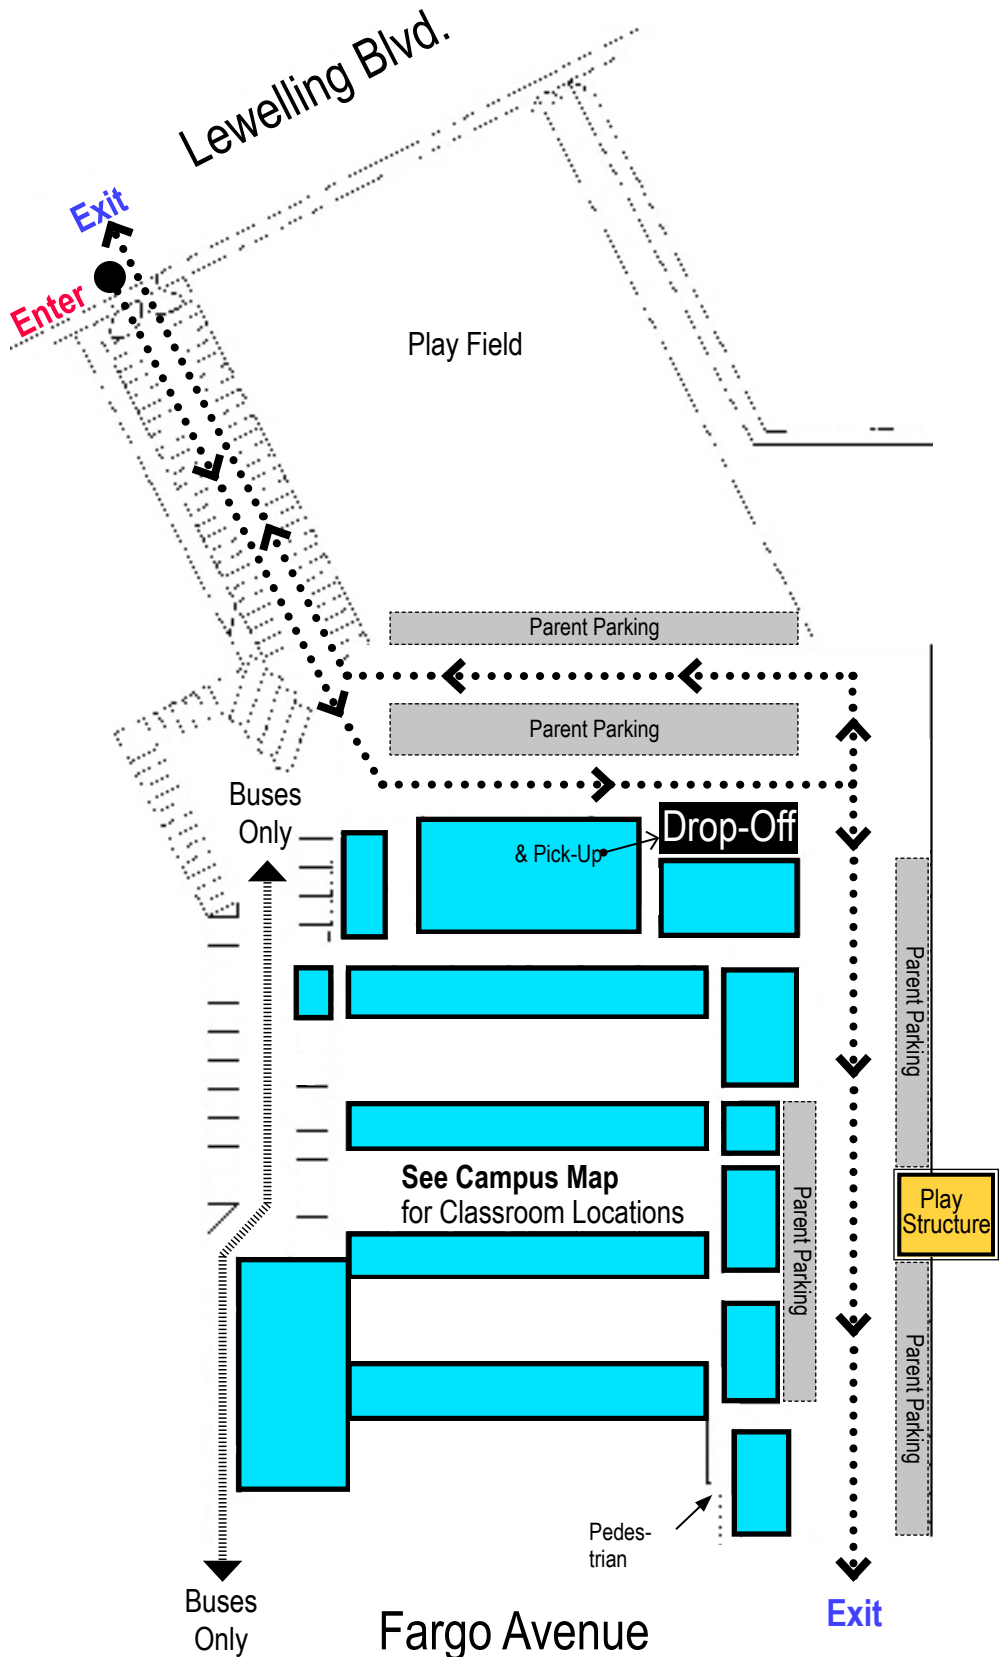 Lewelling Blvd.
Exit
Enter
Play Field
Parent Parking
Parent Parking
Buses
Only
Drop-Off
& Pick-Up
Parent Parking
See Campus Map
for Classroom Locations
Parent Parking
Play
Structure
Parent Parking
Pedes-
trian
Buses
Only
Fargo Avenue
Exit